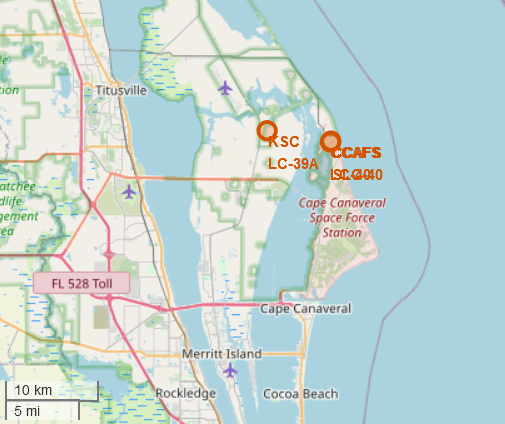 Titusville
KSC
LC-39A
CCAFS
Cape Canaveral
Space Force
Station
FL 528 Toll
Cape Canaveral
Merritt Island
Rockledge
Cocoa Beach
10 km
5 mi